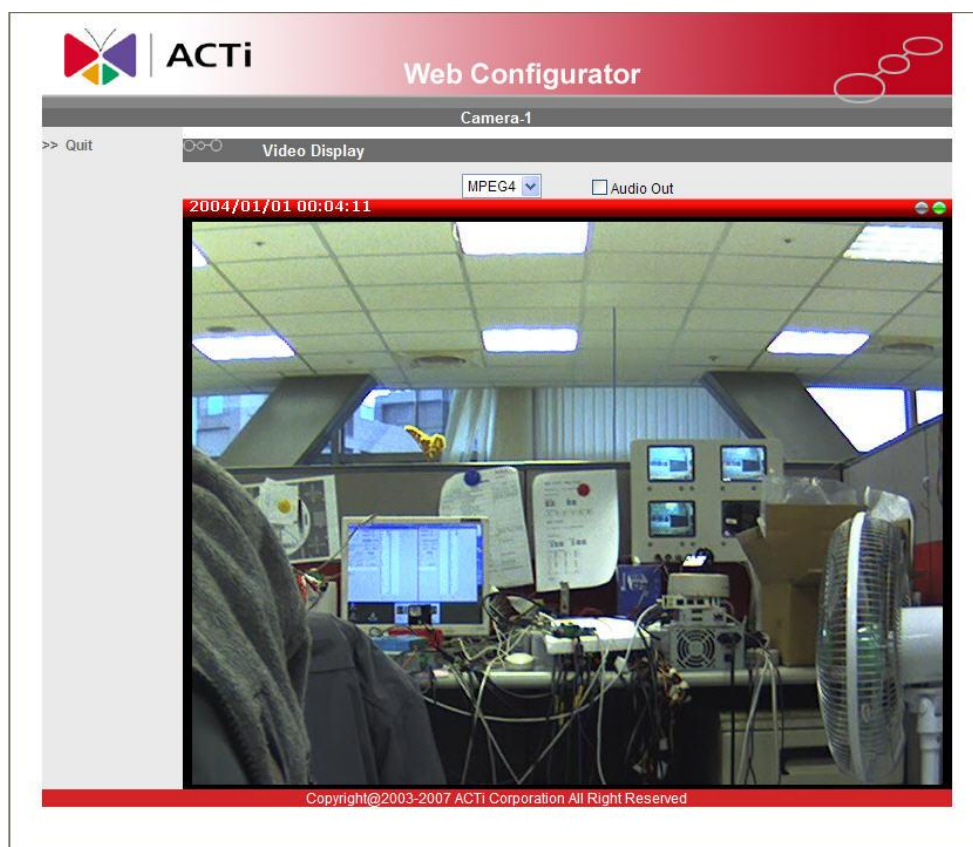 ACTi
Web Configurator
Camera-1
>> Quit
Video Display
MPEG4
Audio Out
2004/01/01 00:04:11
Copyright@2003-2007 ACTi Corporation All Right Reserved